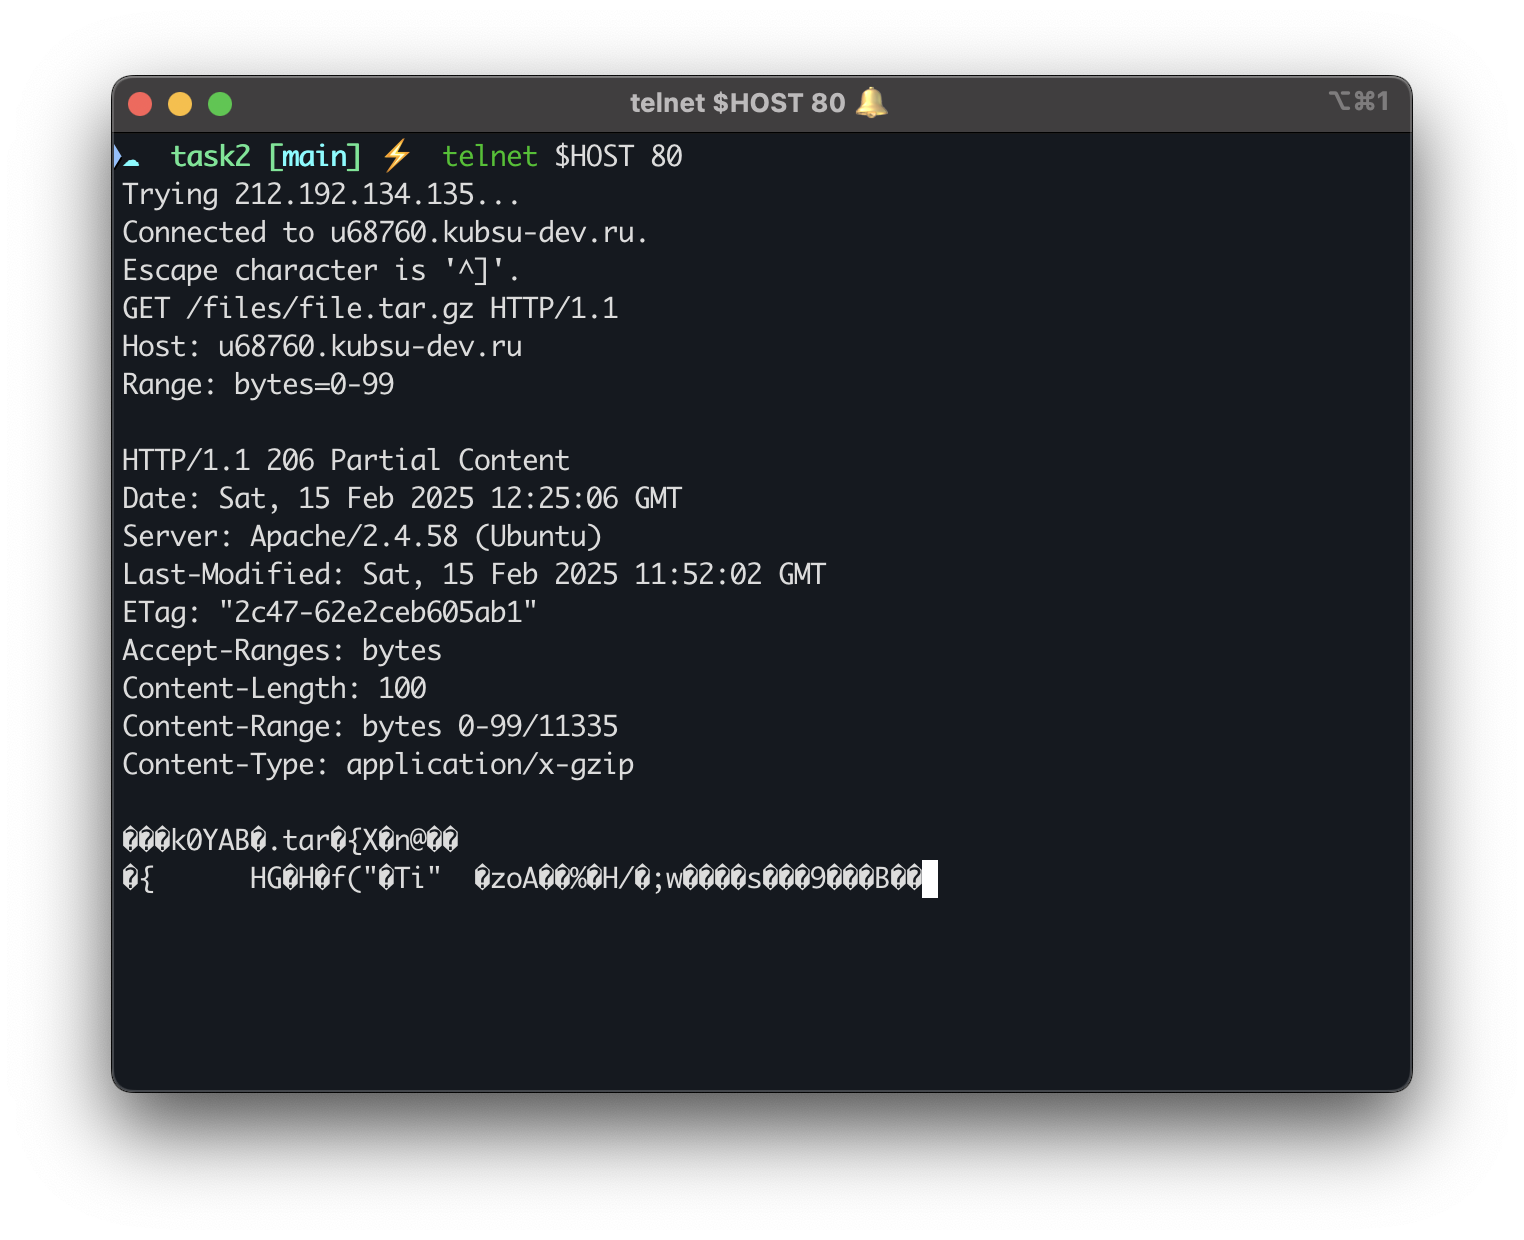 telnet $HOST 80 🔔
⌥⌘1
task2 [main] ⚡ telnet $HOST 80
Trying 212.192.134.135...
Connected to u68760.kubsu-dev.ru.
Escape character is '^]'.
GET /files/file.tar.gz HTTP/1.1
Host: u68760.kubsu-dev.ru
Range: bytes=0-99

HTTP/1.1 206 Partial Content
Date: Sat, 15 Feb 2025 12:25:06 GMT
Server: Apache/2.4.58 (Ubuntu)
Last-Modified: Sat, 15 Feb 2025 11:52:02 GMT
ETag: "2c47-62e2ceb605ab1"
Accept-Ranges: bytes
Content-Length: 100
Content-Range: bytes 0-99/11335
Content-Type: application/x-gzip

���k0YAB�.tar�{X�n@��
�{      HG�H�f("�Ti"  �zoA��%�H/�;w����s���9���B��